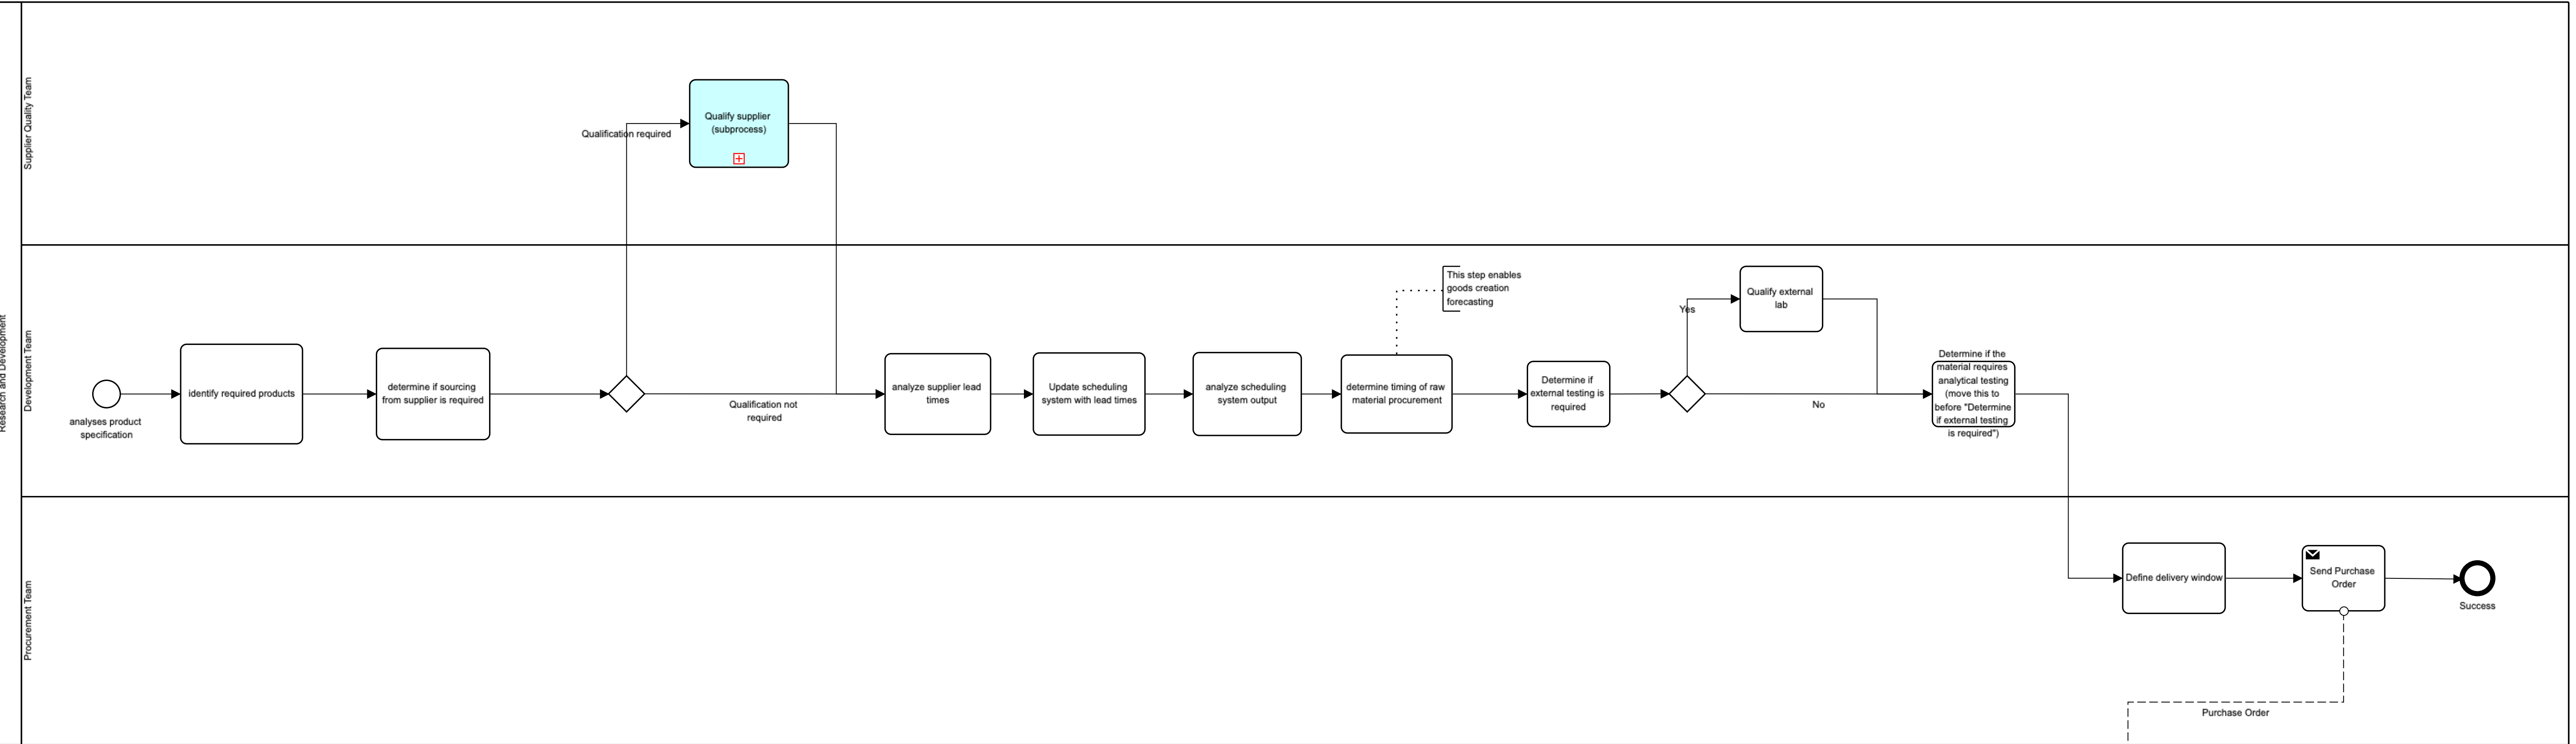 Research and Development
Supplier Quality Team
Qualification required
Qualify supplier
(subprocess)
Development Team
analyses product
specification
identify required products
determine if sourcing
from supplier is required
Qualification not
required
analyze supplier lead
times
Update scheduling
system with lead times
analyze scheduling
system output
determine timing of raw
material procurement
This step enables
goods creation
forecasting
Determine if
external testing is
required
Yes
Qualify external
lab
No
Determine if the
material requires
analytical testing
(move this to
before "Determine
if external testing
is required")
Procurement Team
Define delivery window
Send Purchase
Order
Success
Purchase Order